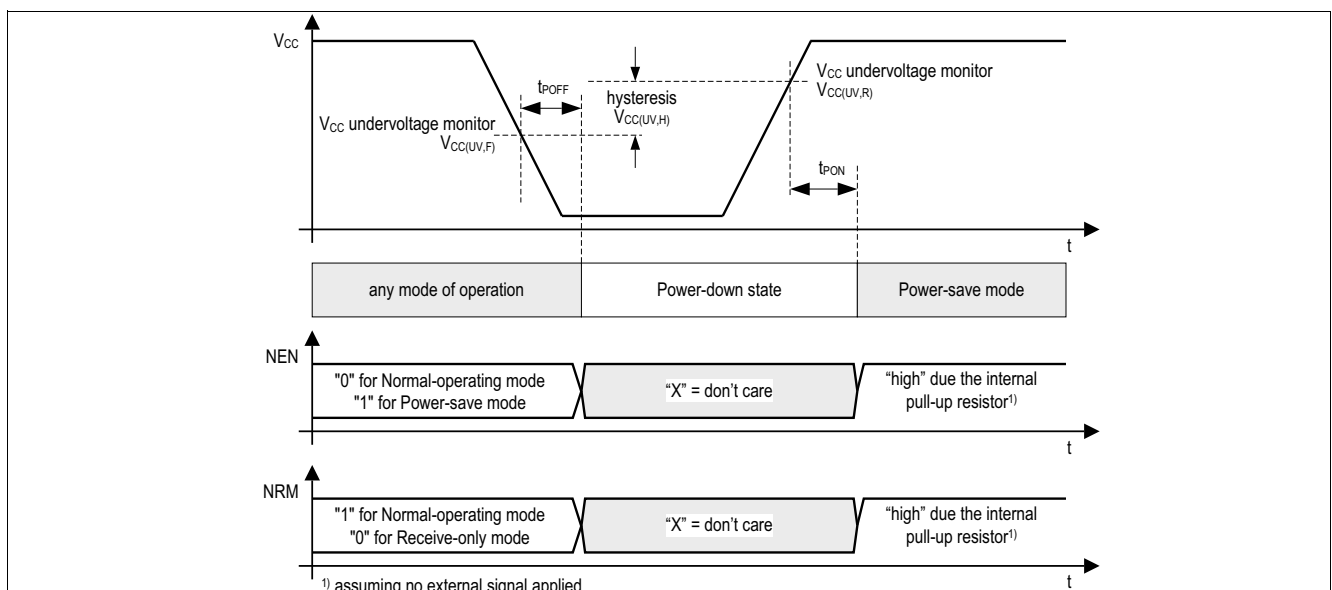 VCC
tPOFF
hysteresis
VCC(UV,H)
VCC undervoltage monitor
VCC(UV,R)
VCC undervoltage monitor
VCC(UV,F)
tPON
t
any mode of operation
Power-down state
Power-save mode
NEN
"0" for Normal-operating mode
"1" for Power-save mode
“X” = don’t care
“high” due the internal
pull-up resistor1)
t
NRM
"1" for Normal-operating mode
"0" for Receive-only mode
“X” = don’t care
“high” due the internal
pull-up resistor1)
t
1) assuming no external signal applied